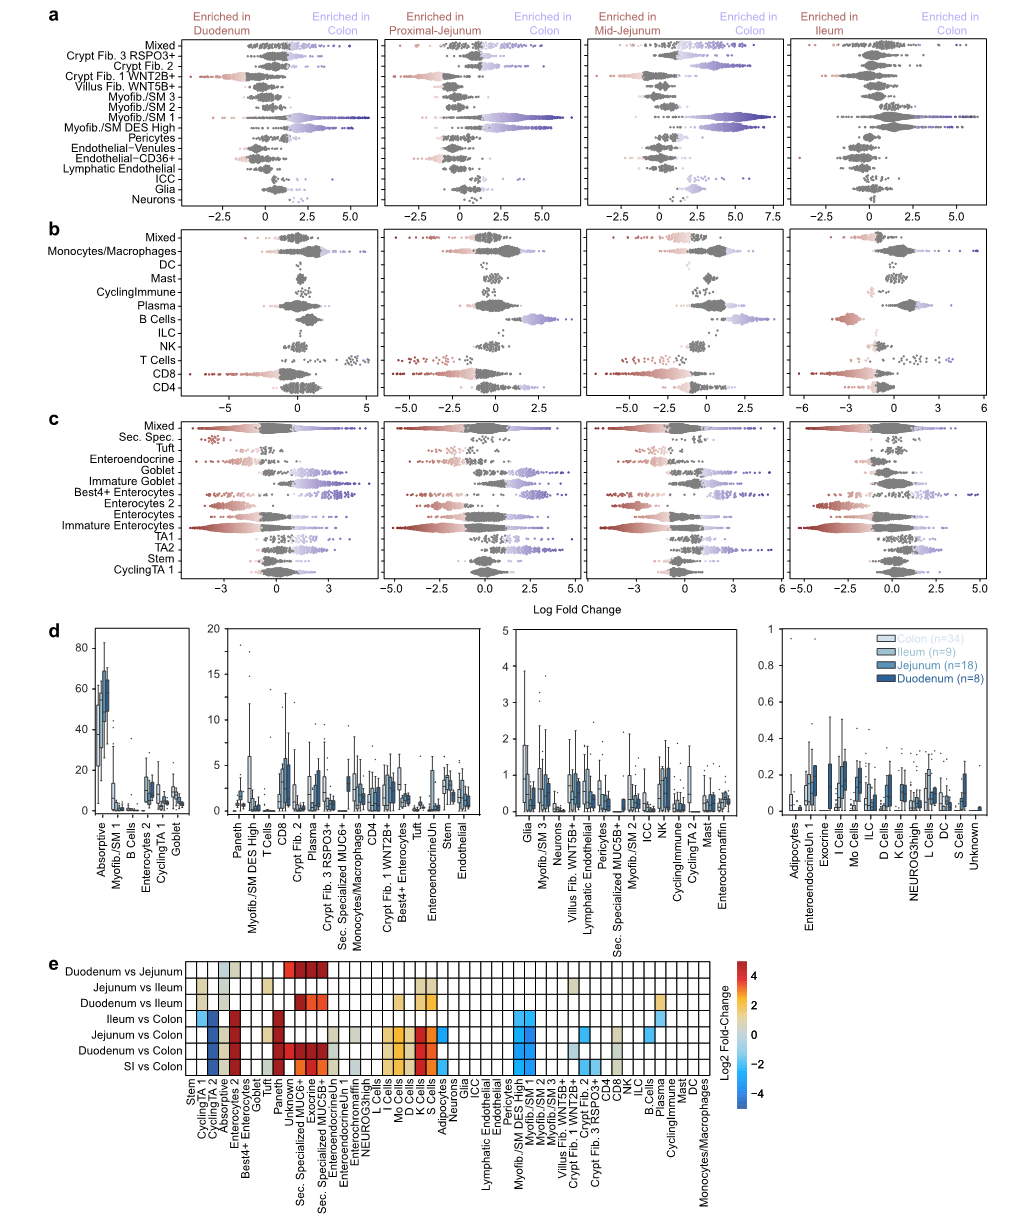 a
Enriched in
Duodenum
Enriched in
Colon
Enriched in
Proximal-Jejunum
Enriched in
Colon
Enriched in
Mid-Jejunum
Enriched in
Colon
Enriched in
Ileum
Enriched in
Colon
Mixed
Crypt Fib. 3 RSPO3+
Crypt Fib. 2
Crypt Fib. 1 WNT2B+
Villus Fib. WNT5B+
Myofib./SM 3
Myofib./SM 2
Myofib./SM 1
Myofib./SM DES High
Pericytes
Endothelial−Venules
Endothelial−CD36+
Lymphatic Endothelial
ICC
Glia
Neurons
−2.5 0 2.5 5.0
−2.5 0 2.5 5.0
−2.5 0 2.5 5.0 7.5
−2.5 0 2.5 5.0
b
Mixed
Monocytes/Macrophages
DC
Mast
CyclingImmune
Plasma
B Cells
ILC
NK
T Cells
CD8
CD4
−5 0 5
−5.0 −2.5 0 2.5
−5.0 −2.5 0 2.5
−6 −3 0 3 6
c
Mixed
Sec. Spec.
Tuft
Enteroendocrine
Goblet
Immature Goblet
Best4+ Enterocytes
Enterocytes 2
Enterocytes
Immature Enterocytes
TA1
TA2
Stem
CyclingTA 1
−3 0 3
−5.0 −2.5 0 2.5 5.0
−3 0 3 6
−5.0 −2.5 0 2.5 5.0
Log Fold Change
d
80
60
40
20
0
Absorptive
Myofib./SM 1
B Cells
Enterocytes 2
CyclingTA 1
Goblet
20
15
10
5
0
Paneth
Myofib./SM DES High
T Cells
CD8
Crypt Fib. 2
Plasma
Crypt Fib. 3 RSPO3+
Sec. Specialized MUC6+
Monocytes/Macrophages
CD4
Crypt Fib. 1 WNT2B+
Best4+ Enterocytes
Tuft
EnteroendocrineUn
Stem
Endothelial
5
4
3
2
1
0
Glia
Myofib./SM 3
Neurons
Villus Fib. WNT5B+
Lymphatic Endothelial
Pericytes
Sec. Specialized MUC5B+
Myofib./SM 2
ICC
NK
CyclingImmune
CyclingTA 2
Mast
Enterochromaffin
1
0.8
0.6
0.4
0.2
0
Colon (n=34)
Ileum (n=9)
Jejunum (n=18)
Duodenum (n=8)
Adipocytes
EnteroendocrineUn 1
Exocrine
I Cells
Mo Cells
ILC
D Cells
K Cells
NEUROG3high
L Cells
DC
S Cells
Unknown
e
Duodenum vs Jejunum
Jejunum vs Ileum
Duodenum vs Ileum
Ileum vs Colon
Jejunum vs Colon
Duodenum vs Colon
SI vs Colon
Stem
CyclingTA 1
CyclingTA 2
Absorptive
Enterocytes 2
Best4+ Enterocytes
Goblet
Tuft
Paneth
Unknown
Sec. Specialized MUC6+
Exocrine
Sec. Specialized MUC5B+
EnteroendocrineUn
EnteroendocrineUn 1
Enterochromaffin
NEUROG3high
L Cells
I Cells
Mo Cells
D Cells
K Cells
S Cells
Adipocytes
Neurons
Glia
ICC
Lymphatic Endothelial
Endothelial
Pericytes
Myofib./SM DES High
Myofib./SM 1
Myofib./SM 2
Myofib./SM 3
Villus Fib. WNT5B+
Crypt Fib. 1 WNT2B+
Crypt Fib. 2
Crypt Fib. 3 RSPO3+
CD4
CD8
NK
ILC
B.Cells
Plasma
CyclingImmune
Mast
DC
Monocytes/Macrophages
4
2
0
−2
−4
Log2 Fold-Change